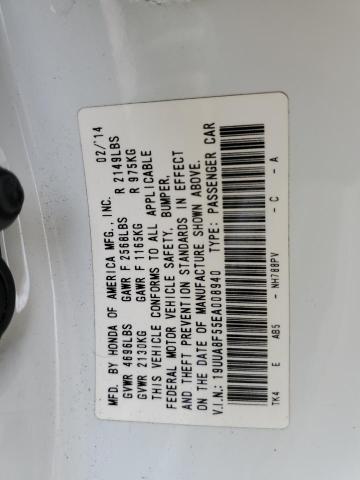 MFD. BY HONDA OF AMERICA MFG., INC. 02/'14
GVWR 4696LBS GAWR F 2568LBS R 2149LBS
GVWR 2130KG GAWR F 1165KG R 975KG
THIS VEHICLE CONFORMS TO ALL APPLICABLE
FEDERAL MOTOR VEHICLE SAFETY, BUMPER,
AND THEFT PREVENTION STANDARDS IN EFFECT
ON THE DATE OF MANUFACTURE SHOWN ABOVE.
V.I.N.: 19UUA8F55EA008940 TYPE: PASSENGER CAR
TK4 E AB5 - NH788PV - C - A